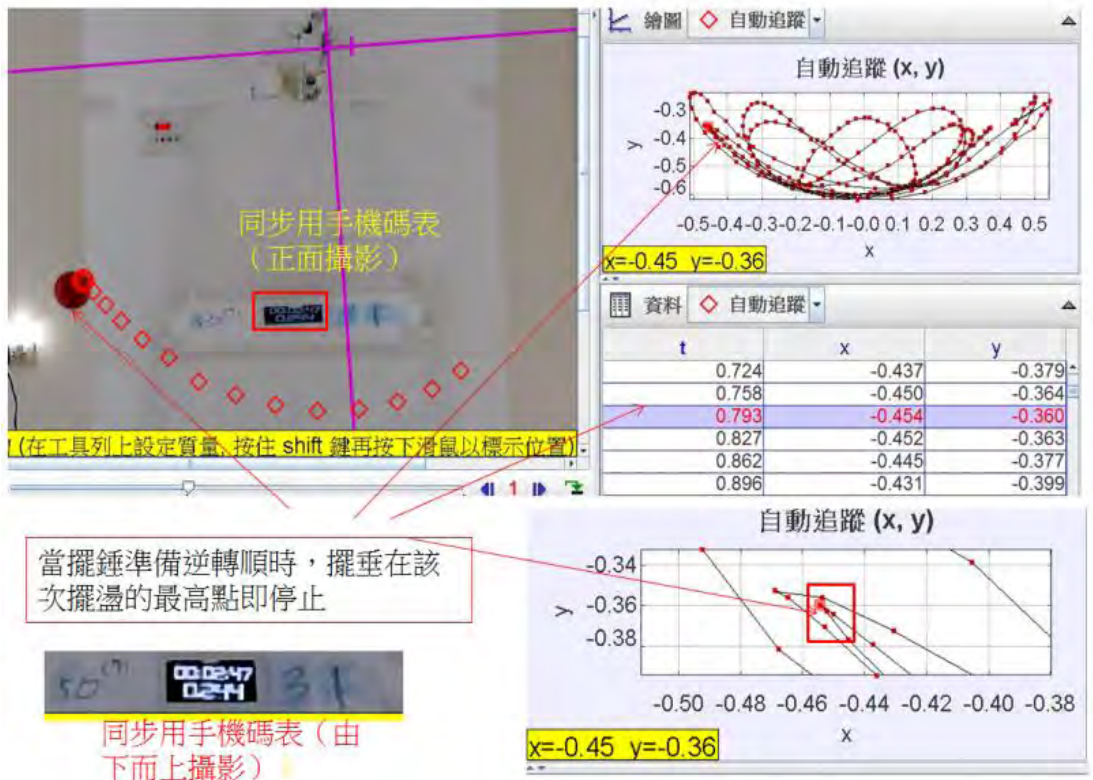 繪圖 自動追蹤
自動追蹤 (x, y)
y
-0.3
-0.4
-0.5
-0.6
-0.5-0.4-0.3-0.2-0.1-0.0 0.1 0.2 0.3 0.4 0.5
x
x=-0.45 y=-0.36
同步用手機碼表
（正面攝影）
資料 自動追蹤
t x y
0.724 -0.437 -0.379
0.758 -0.450 -0.364
0.793 -0.454 -0.360
0.827 -0.452 -0.363
0.862 -0.445 -0.377
0.896 -0.431 -0.399
(在工具列上設定質量, 按住 shift 鍵再按下滑鼠以標示位置)
1
當擺錘準備逆轉順時，擺垂在該
次擺盪的最高點即停止
50 00:02:47
同步用手機碼表（由
下而上攝影）
自動追蹤 (x, y)
y
-0.34
-0.36
-0.38
-0.50 -0.48 -0.46 -0.44 -0.42 -0.40 -0.38
x
x=-0.45 y=-0.36